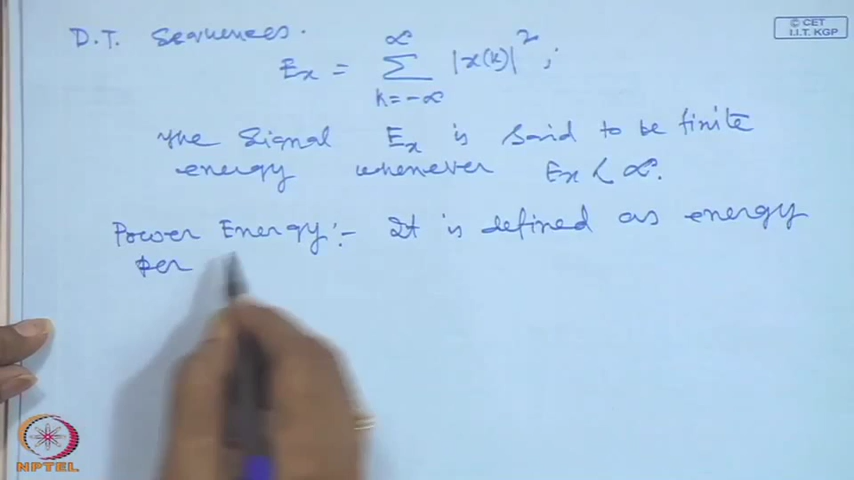 © CET
I.I.T. KGP
D.T. Sequences.
Ex = ∞ Σ k=-∞ |x(k)|²;
The Signal Ex is said to be finite
energy whenever Ex < ∞.
Power Energy:- It is defined as energy
per
NPTEL